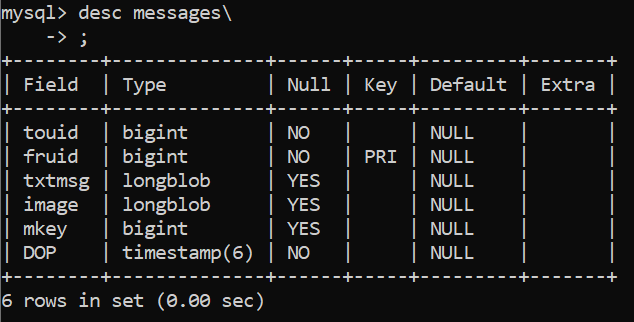 mysql> desc messages\
    -> ;
+--------+--------------+------+-----+---------+-------+
| Field  | Type         | Null | Key | Default | Extra |
+--------+--------------+------+-----+---------+-------+
| touid  | bigint       | NO   |     | NULL    |       |
| fruid  | bigint       | NO   | PRI | NULL    |       |
| txtmsg | longblob     | YES  |     | NULL    |       |
| image  | longblob     | YES  |     | NULL    |       |
| mkey   | bigint       | YES  |     | NULL    |       |
| DOP    | timestamp(6) | NO   |     | NULL    |       |
+--------+--------------+------+-----+---------+-------+
6 rows in set (0.00 sec)